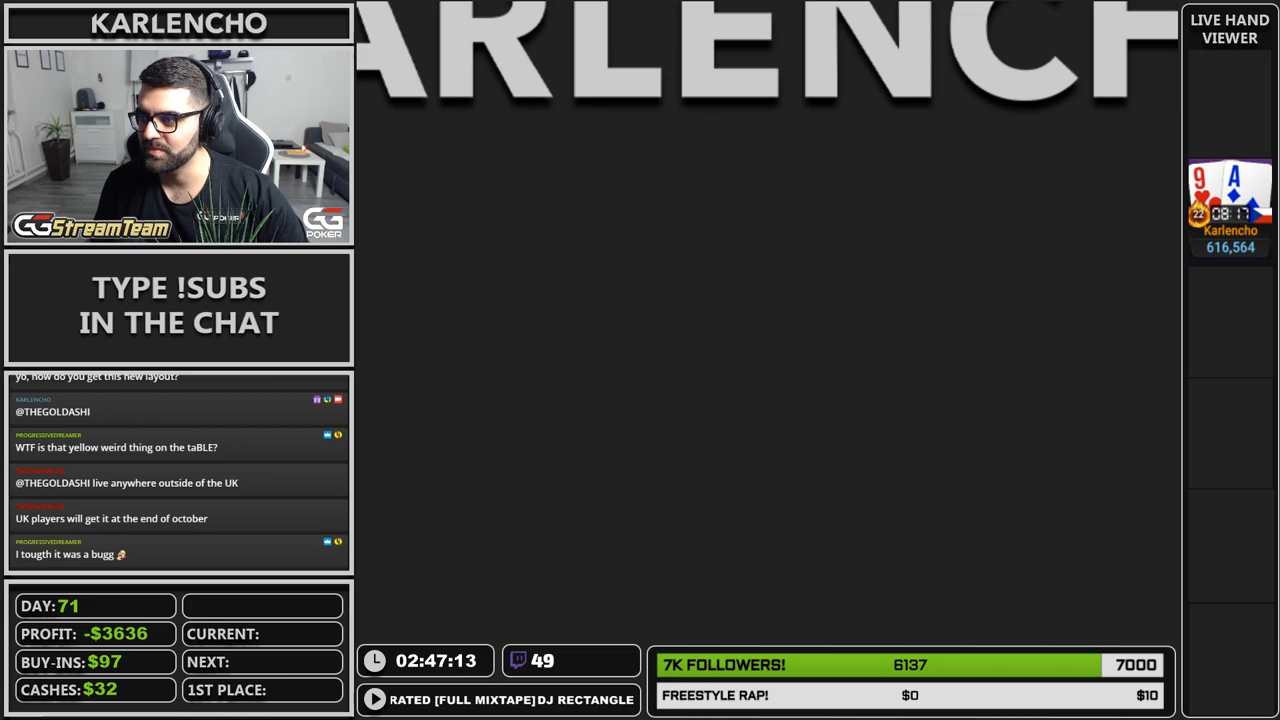 KARLENCHO
GGStreamTeam
GG
POKER
TYPE !SUBS
IN THE CHAT
yo, how do you get this new layout?
KARLENCHO
@THEGOLDASHI
PROGRESSIVEDREAMER
WTF is that yellow weird thing on the taBLE?
@THEGOLDASHI live anywhere outside of the UK
UK players will get it at the end of october
PROGRESSIVEDREAMER
I tougth it was a bugg
DAY: 71
PROFIT: -$3636
CURRENT:
BUY-INS: $97
NEXT:
CASHES: $32
1ST PLACE:
ARLENCH
02:47:13
49
RATED [FULL MIXTAPE] DJ RECTANGLE
7K FOLLOWERS!
6137
7000
FREESTYLE RAP!
$0
$10
LIVE HAND
VIEWER
9 A
22 08:17
Karlencho
616,564